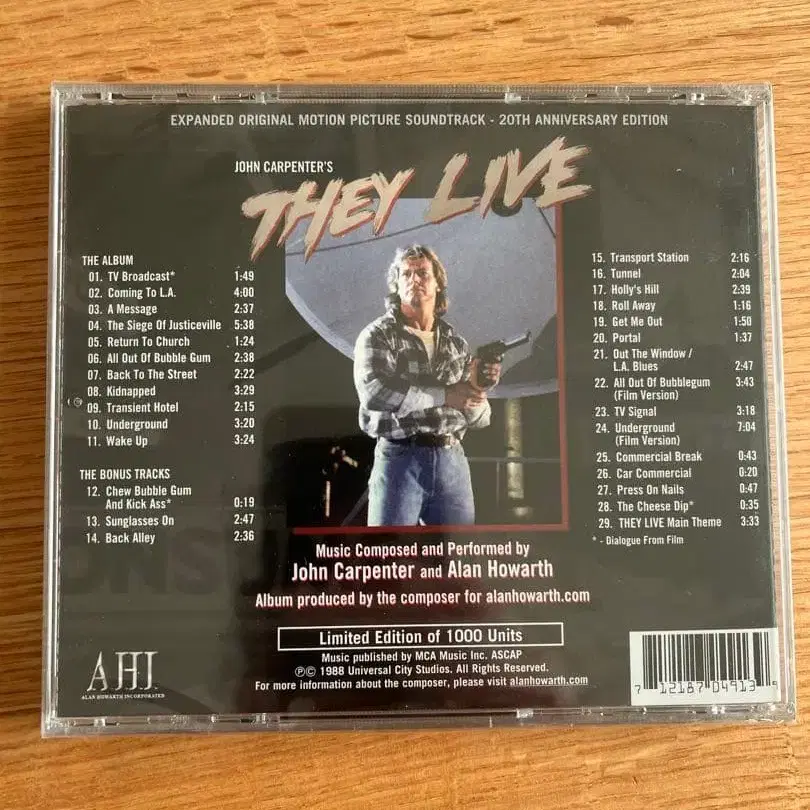 EXPANDED ORIGINAL MOTION PICTURE SOUNDTRACK - 20TH ANNIVERSARY EDITION
JOHN CARPENTER'S
THEY LIVE
THE ALBUM
01. TV Broadcast* 1:49
02. Coming To L.A. 4:00
03. A Message 2:37
04. The Siege Of Justiceville 5:38
05. Return To Church 1:24
06. All Out Of Bubble Gum 2:38
07. Back To The Street 2:22
08. Kidnapped 3:29
09. Transient Hotel 2:15
10. Underground 3:20
11. Wake Up 3:24
THE BONUS TRACKS
12. Chew Bubble Gum
And Kick Ass* 0:19
13. Sunglasses On 2:47
14. Back Alley 2:36
15. Transport Station 2:16
16. Tunnel 2:04
17. Holly's Hill 2:39
18. Roll Away 1:16
19. Get Me Out 1:50
20. Portal 1:37
21. Out The Window /
L.A. Blues 2:47
22. All Out Of Bubblegum 3:43
(Film Version)
23. TV Signal 3:18
24. Underground 7:04
(Film Version)
25. Commercial Break 0:43
26. Car Commercial 0:20
27. Press On Nails 0:47
28. The Cheese Dip* 0:35
29. THEY LIVE Main Theme 3:33
* - Dialogue From Film
Music Composed and Performed by
John Carpenter and Alan Howarth
Album produced by the composer for alanhowarth.com
Limited Edition of 1000 Units
Music published by MCA Music Inc. ASCAP
℗© 1988 Universal City Studios. All Rights Reserved.
For more information about the composer, please visit alanhowarth.com
AHI
ALAN HOWARTH INCORPORATED
7 12187 04913 9